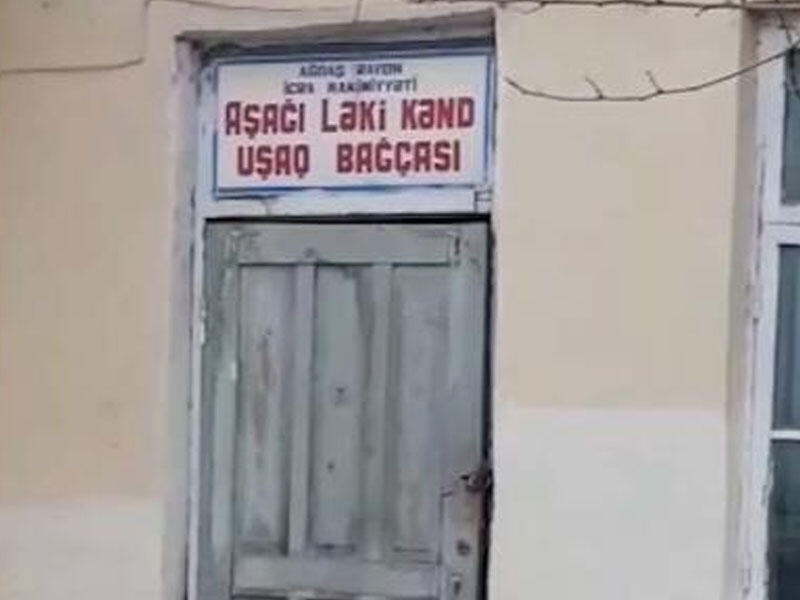 AĞDAŞ RAYON
İCRA HAKİMİYYƏTİ
AŞAĞI LƏKİ KƏND
UŞAQ BAĞÇASI